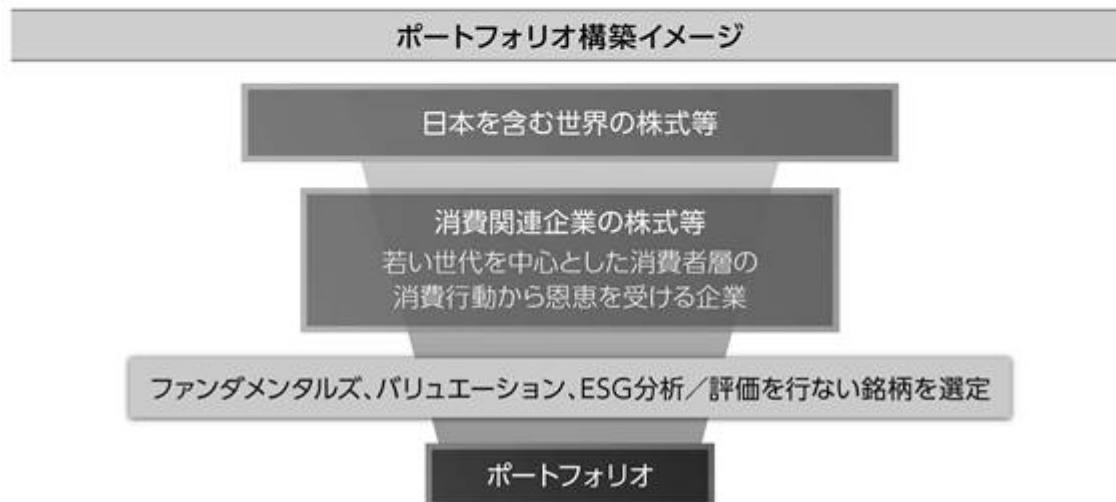 ポートフォリオ構築イメージ
日本を含む世界の株式等
消費関連企業の株式等
若い世代を中心とした消費者層の
消費行動から恩恵を受ける企業
ファンダメンタルズ、バリュエーション、ESG分析／評価を行ない銘柄を選定
ポートフォリオ